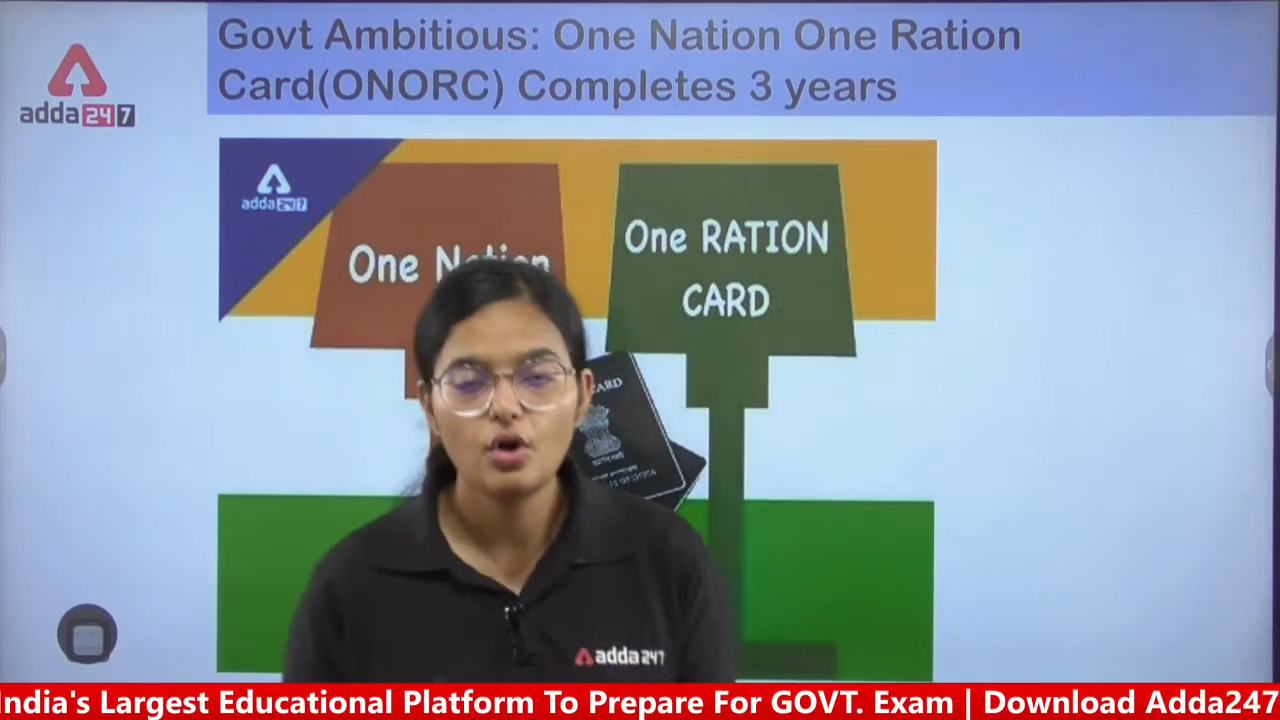 Govt Ambitious: One Nation One Ration
Card(ONORC) Completes 3 years
adda247
adda247
One Nation
One RATION
CARD
CARD
adda247
India's Largest Educational Platform To Prepare For GOVT. Exam | Download Adda247